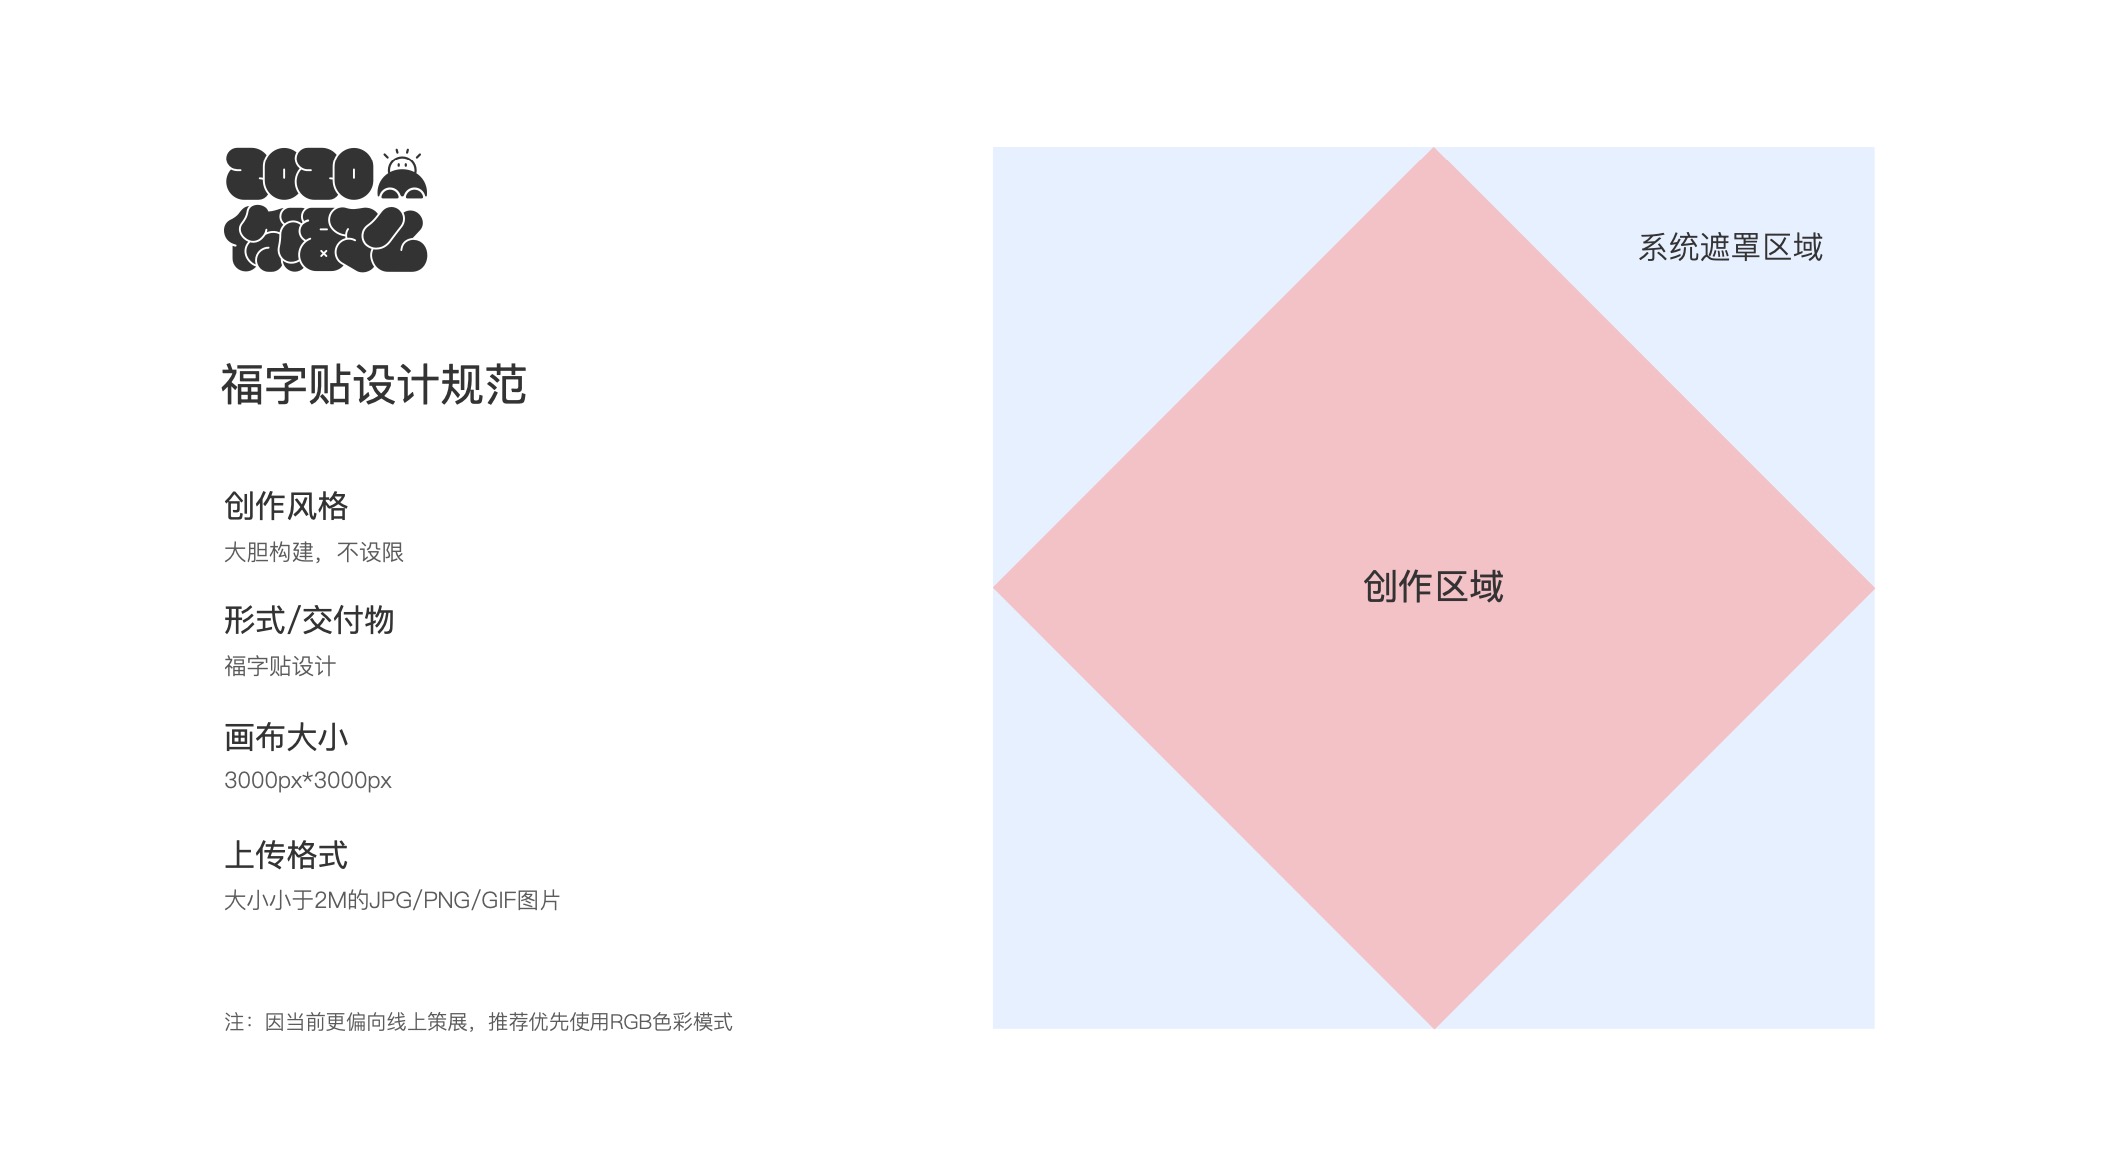 2020
福字贴设计规范
创作风格
大胆构建，不设限
形式/交付物
福字贴设计
画布大小
3000px*3000px
上传格式
大小小于2M的JPG/PNG/GIF图片
注：因当前更偏向线上策展，推荐优先使用RGB色彩模式
系统遮罩区域
创作区域